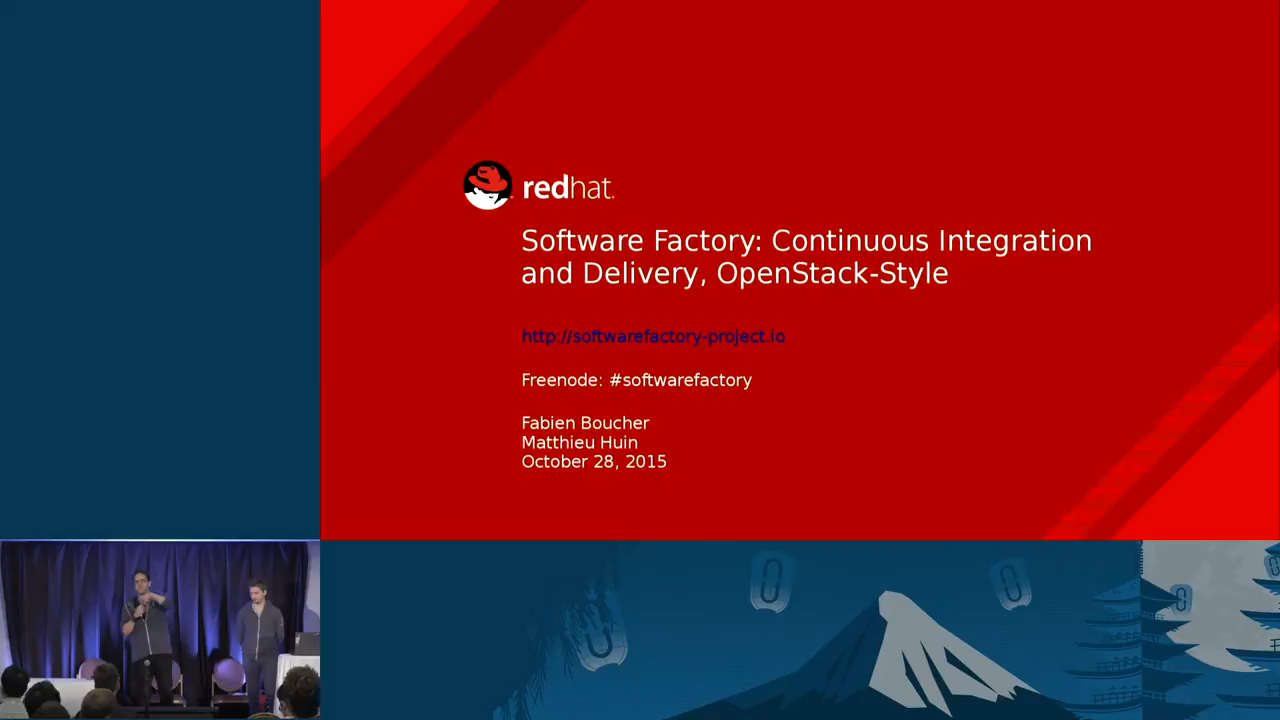 redhat.
Software Factory: Continuous Integration
and Delivery, OpenStack-Style
http://softwarefactory-project.io
Freenode: #softwarefactory
Fabien Boucher
Matthieu Huin
October 28, 2015